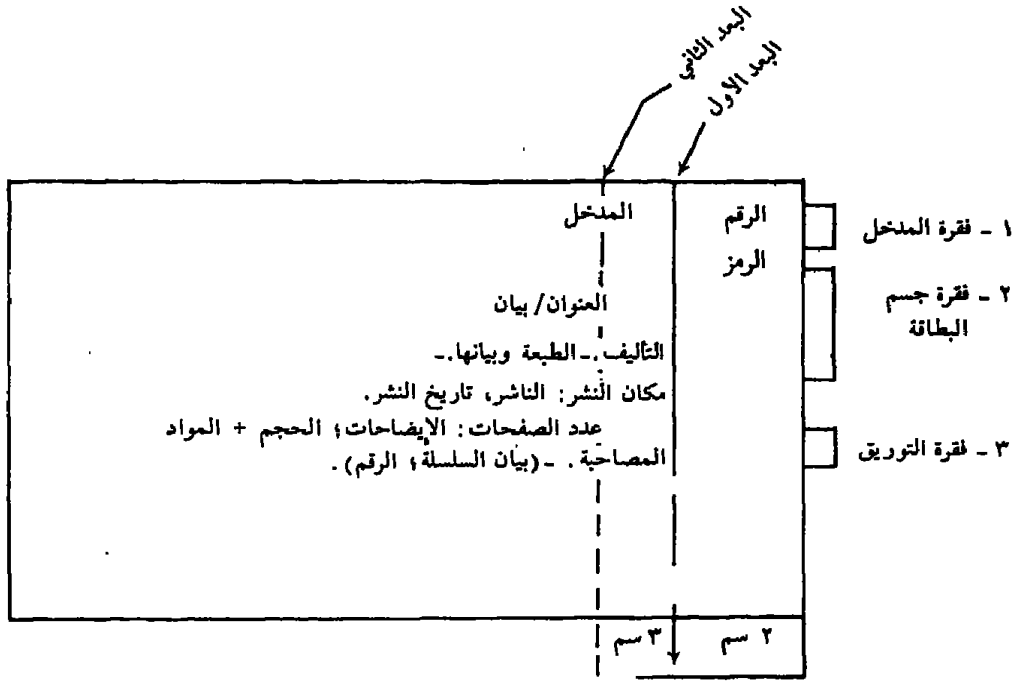 البعد الثاني
البعد الأول
المدخل
الرقم
الرمز
العنوان/ بيان
التأليف. ـ الطبعة وبيانها. ـ
مكان النشر: الناشر، تاريخ النشر.
عدد الصفحات: الإيضاحات؛ الحجم + المواد
المصاحبة. ـ (بيان السلسلة؛ الرقم).
١ ـ فقرة المدخل
٢ ـ فقرة جسم
البطاقة
٣ ـ فقرة التوريق
٢ سم
٣ سم